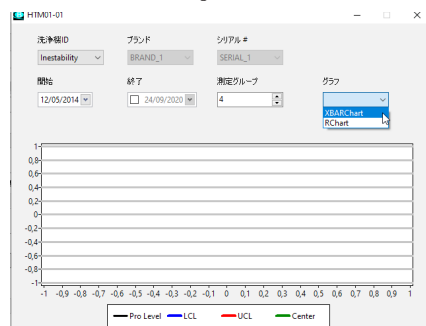 HTM01-01
洗浄機ID ブランド シリアル #
Inestability BRAND_1 SERIAL_1
開始 終了 測定グループ グラフ
12/05/2014 24/09/2020 4
XBARChart
RChart
1
0,8
0,6
0,4
0,2
0
-0,2
-0,4
-0,6
-0,8
-1
-1 -0,9 -0,8 -0,7 -0,6 -0,5 -0,4 -0,3 -0,2 -0,1 0 0,1 0,2 0,3 0,4 0,5 0,6 0,7 0,8 0,9 1
Pro Level LCL UCL Center